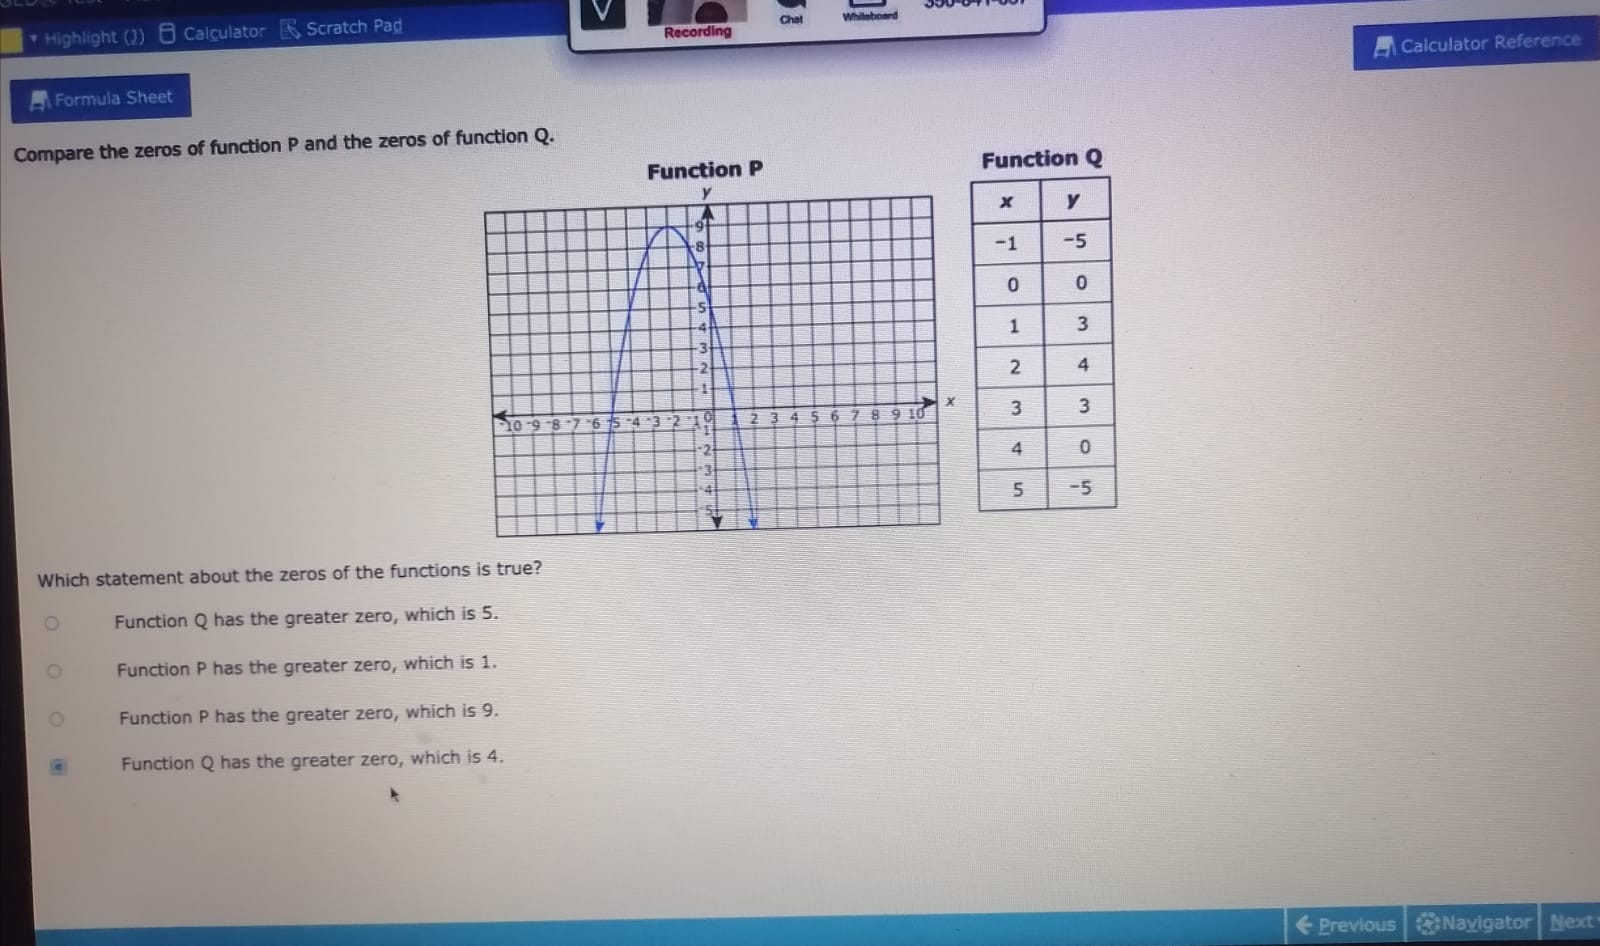 Highlight (J) Calculator Scratch Pad
Recording
Chat
Whiteboard
Calculator Reference
Formula Sheet
Compare the zeros of function P and the zeros of function Q.
Function P
y
9
8
7
6
5
4
3
2
1
x
-10 -9 -8 -7 -6 -5 -4 -3 -2 -1 0 1 2 3 4 5 6 7 8 9 10
-1
-2
-3
-4
-5
Function Q
x y
-1 -5
0 0
1 3
2 4
3 3
4 0
5 -5
Which statement about the zeros of the functions is true?
Function Q has the greater zero, which is 5.
Function P has the greater zero, which is 1.
Function P has the greater zero, which is 9.
Function Q has the greater zero, which is 4.
Previous Navigator Next